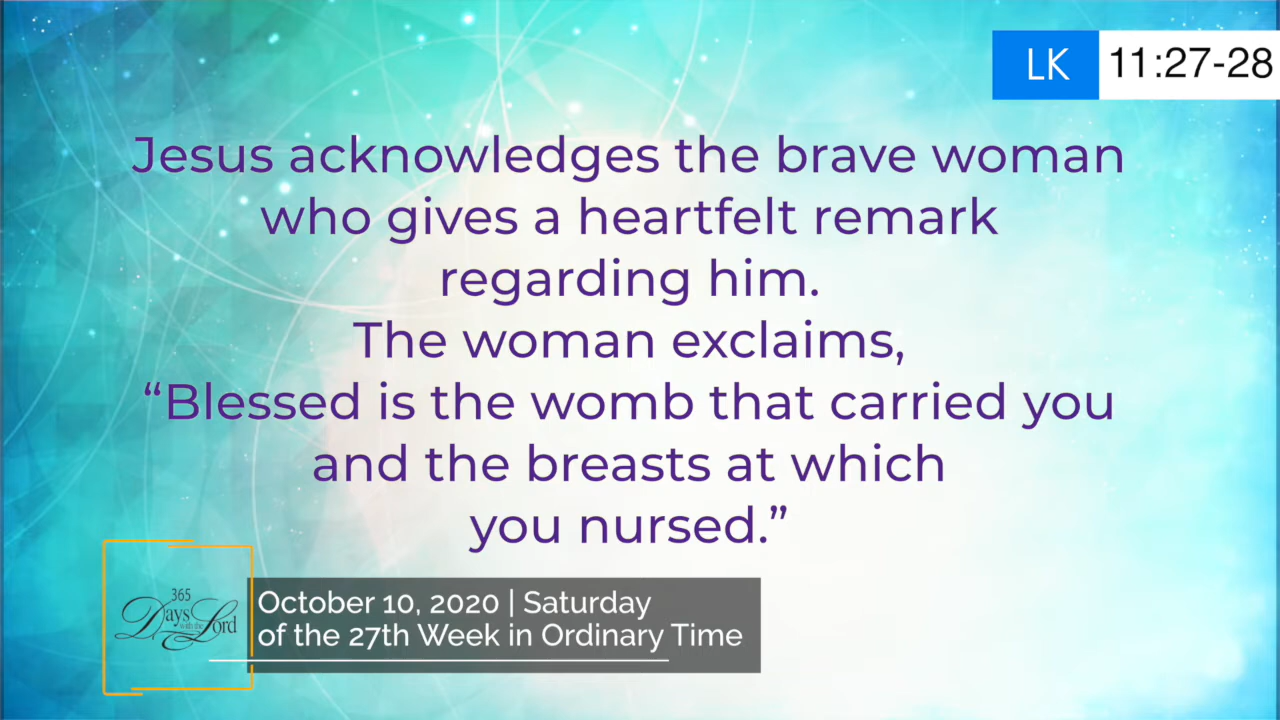 LK 11:27-28
Jesus acknowledges the brave woman
who gives a heartfelt remark
regarding him.
The woman exclaims,
“Blessed is the womb that carried you
and the breasts at which
you nursed.”
365
Days with the Lord
October 10, 2020 | Saturday
of the 27th Week in Ordinary Time